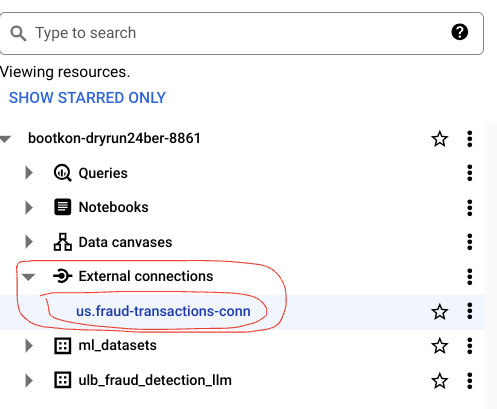 Type to search
Viewing resources.
SHOW STARRED ONLY
bootkon-dryrun24ber-8861
Queries
Notebooks
Data canvases
External connections
us.fraud-transactions-conn
ml_datasets
ulb_fraud_detection_llm